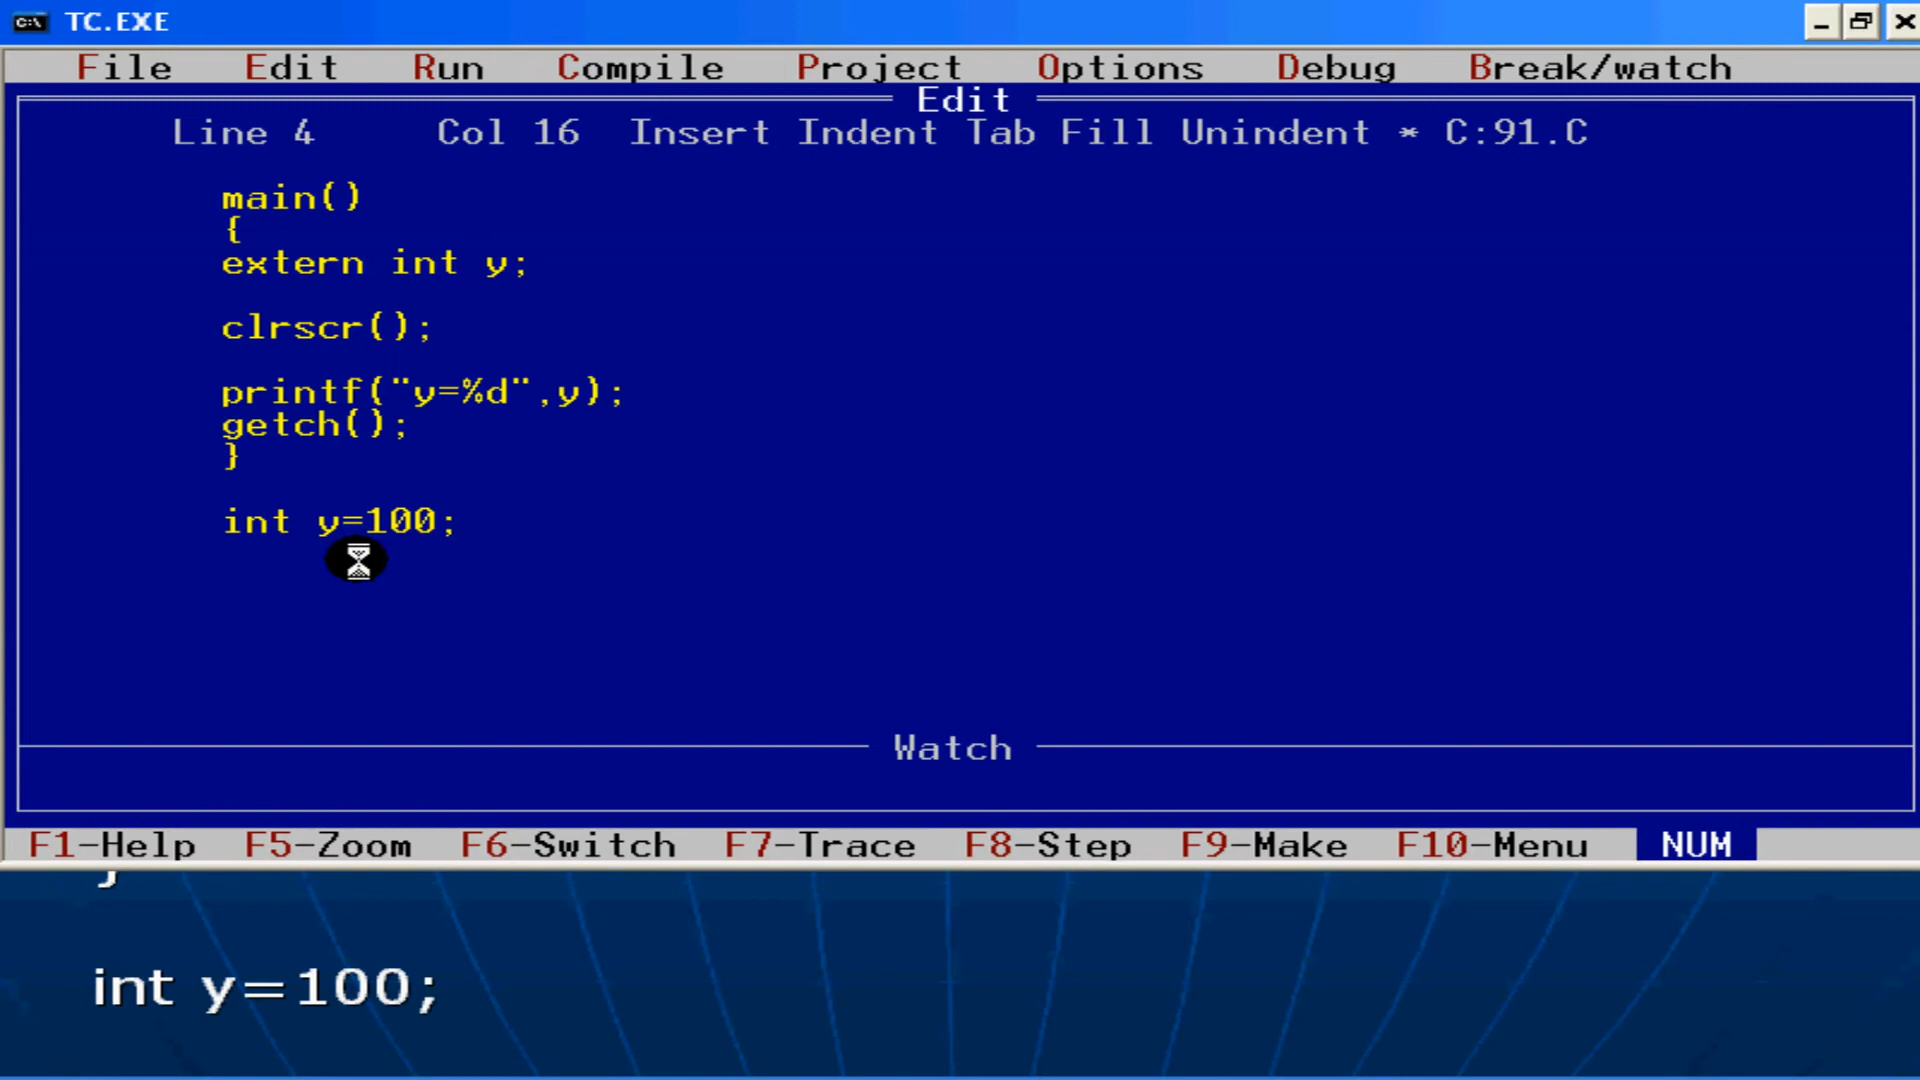 TC.EXE
File Edit Run Compile Project Options Debug Break/watch
Edit
Line 4 Col 16 Insert Indent Tab Fill Unindent * C:91.C
main()
{
extern int y;
clrscr();
printf("y=%d",y);
getch();
}
int y=100;
Watch
F1-Help F5-Zoom F6-Switch F7-Trace F8-Step F9-Make F10-Menu NUM
}
int y=100;